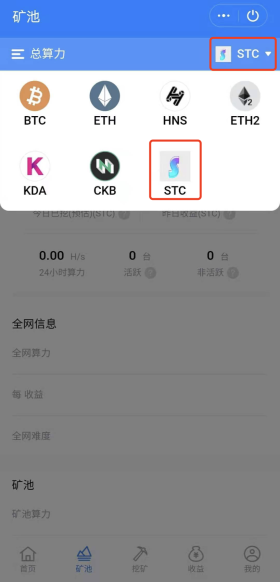 矿池
总算力 STC
BTC ETH HNS ETH2
KDA CKB STC
今日已挖(预估)(STC) ? 昨日收益(STC) ?
0.00 H/s 0 台 0 台
24小时算力 活跃 ? 非活跃 ?
全网信息
全网算力
每 收益
全网难度
矿池
矿池算力
首页 矿池 挖矿 收益 我的